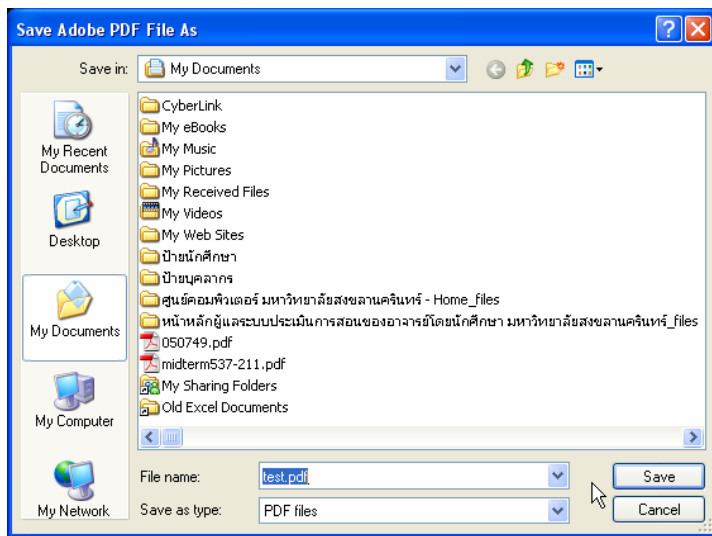 Save Adobe PDF File As
Save in: My Documents
My Recent
Documents
Desktop
My Documents
My Computer
My Network
CyberLink
My eBooks
My Music
My Pictures
My Received Files
My Videos
My Web Sites
ป้ายนักศึกษา
ป้ายบุคลากร
ศูนย์คอมพิวเตอร์ มหาวิทยาลัยสงขลานครินทร์ - Home_files
หน้าหลักผู้แลระบบประเมินการสอนของอาจารย์โดยนักศึกษา มหาวิทยาลัยสงขลานครินทร์_files
050749.pdf
midterm537-211.pdf
My Sharing Folders
Old Excel Documents
File name: test.pdf Save
Save as type: PDF files Cancel